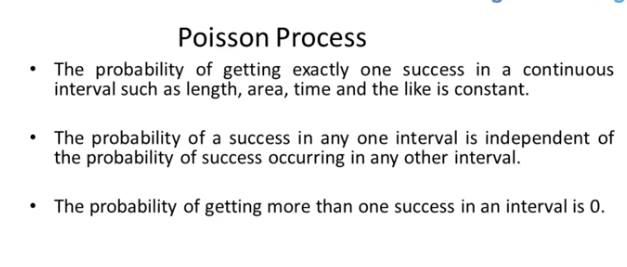 Poisson Process
• The probability of getting exactly one success in a continuous
interval such as length, area, time and the like is constant.
• The probability of a success in any one interval is independent of
the probability of success occurring in any other interval.
• The probability of getting more than one success in an interval is 0.